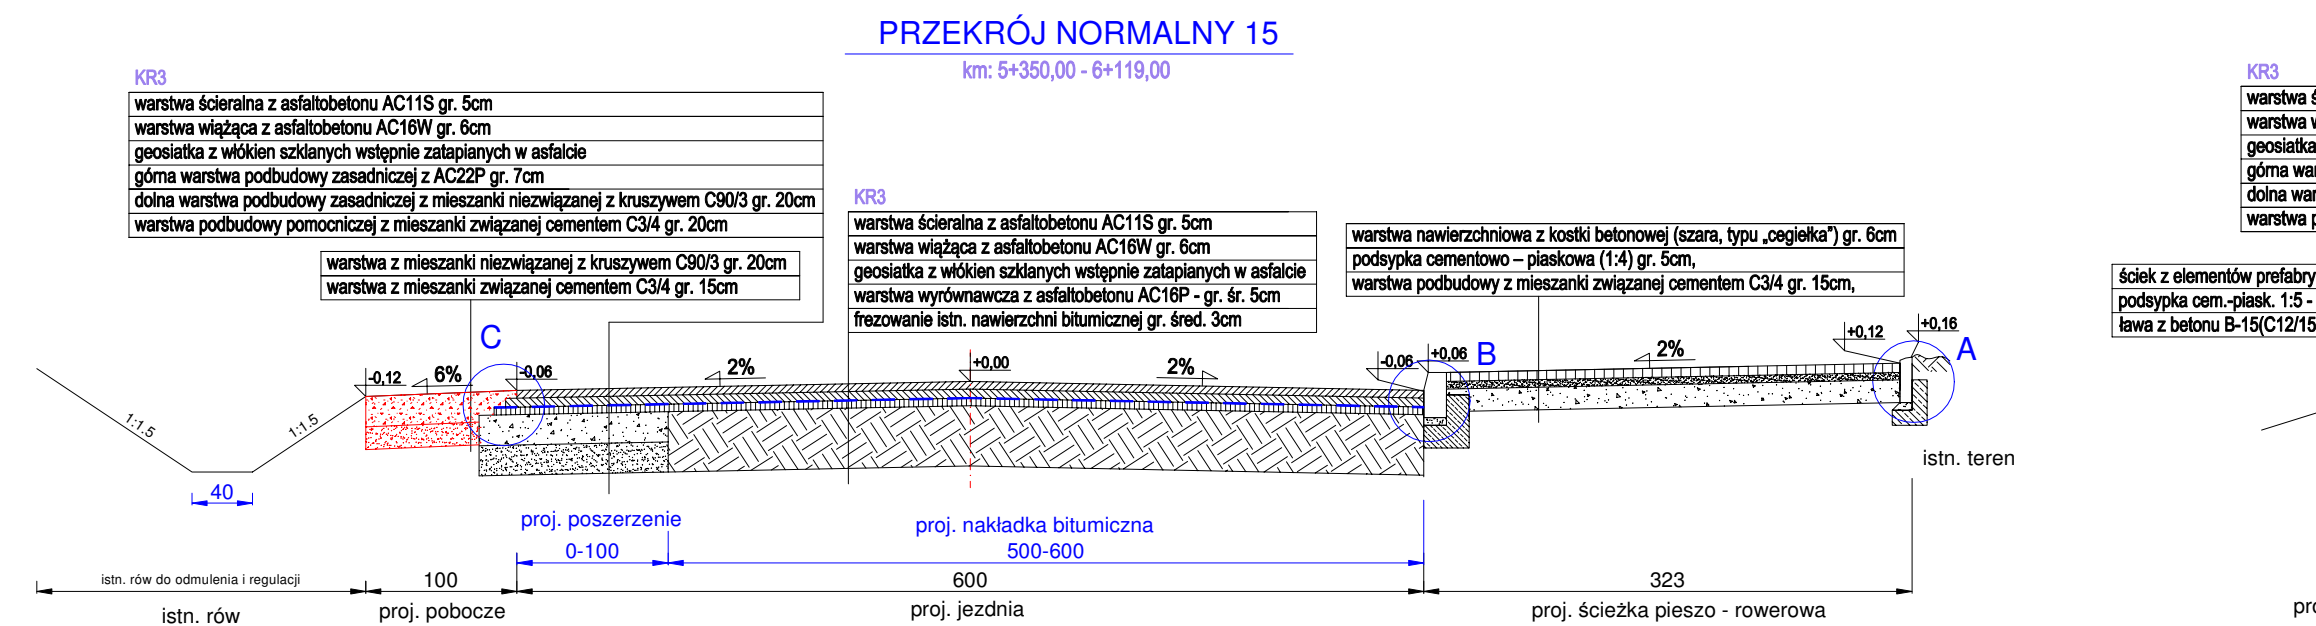 PRZEKRÓJ NORMALNY 15
km: 5+350,00 - 6+119,00
KR3
warstwa ścieralna z asfaltobetonu AC11S gr. 5cm
warstwa wiążąca z asfaltobetonu AC16W gr. 6cm
geosiatka z włókien szklanych wstępnie zatapianych w asfalcie
górna warstwa podbudowy zasadniczej z AC22P gr. 7cm
dolna warstwa podbudowy zasadniczej z mieszanki niezwiązanej z kruszywem C90/3 gr. 20cm
warstwa podbudowy pomocniczej z mieszanki związanej cementem C3/4 gr. 20cm
warstwa z mieszanki niezwiązanej z kruszywem C90/3 gr. 20cm
warstwa z mieszanki związanej cementem C3/4 gr. 15cm
KR3
warstwa ścieralna z asfaltobetonu AC11S gr. 5cm
warstwa wiążąca z asfaltobetonu AC16W gr. 6cm
geosiatka z włókien szklanych wstępnie zatapianych w asfalcie
warstwa wyrównawcza z asfaltobetonu AC16P - gr. śr. 5cm
frezowanie istn. nawierzchni bitumicznej gr. śred. 3cm
warstwa nawierzchniowa z kostki betonowej (szara, typu „cegiełka”) gr. 6cm
podsypka cementowo – piaskowa (1:4) gr. 5cm,
warstwa podbudowy z mieszanki związanej cementem C3/4 gr. 15cm,
KR3
warstwa
warstwa
geosiatka
górna
dolna
warstwa
ściek z elementów
podsypka cem.-piask. 1:5 -
ława z betonu B-15(C12/15
C
B
A
-0,12
6%
-0,06
2%
+0,00
2%
-0,06
+0,06
2%
+0,12
+0,16
1:1.5
1:1.5
40
istn. teren
proj. poszerzenie
0-100
proj. nakładka bitumiczna
500-600
istn. rów do odmulenia i regulacji
100
600
323
istn. rów
proj. pobocze
proj. jezdnia
proj. ścieżka pieszo - rowerowa